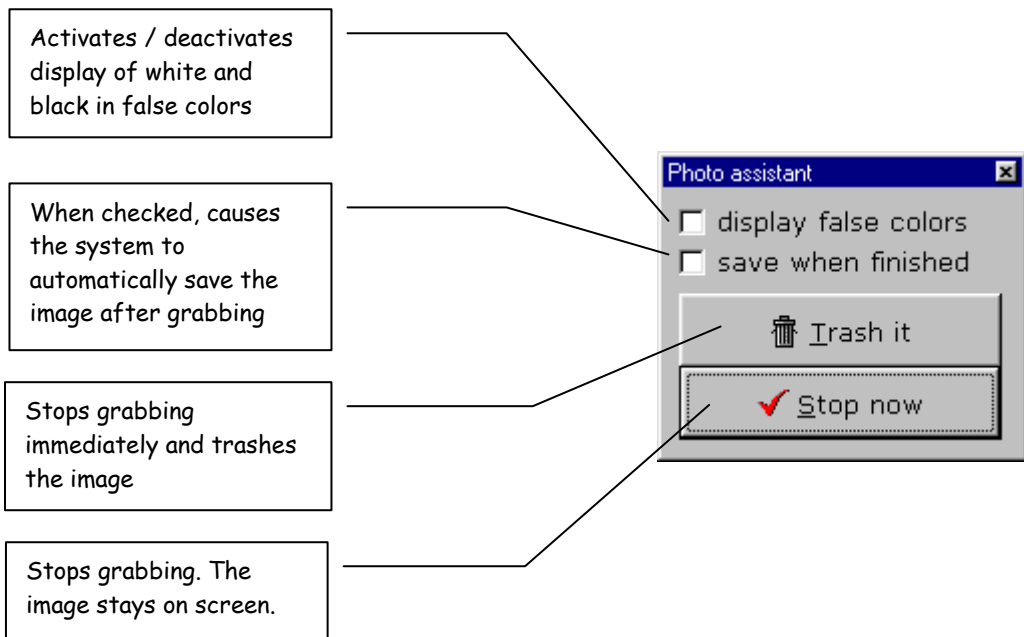 Activates / deactivates
display of white and
black in false colors
When checked, causes
the system to
automatically save the
image after grabbing
Stops grabbing
immediately and trashes
the image
Stops grabbing. The
image stays on screen.
Photo assistant
display false colors
save when finished
Trash it
Stop now